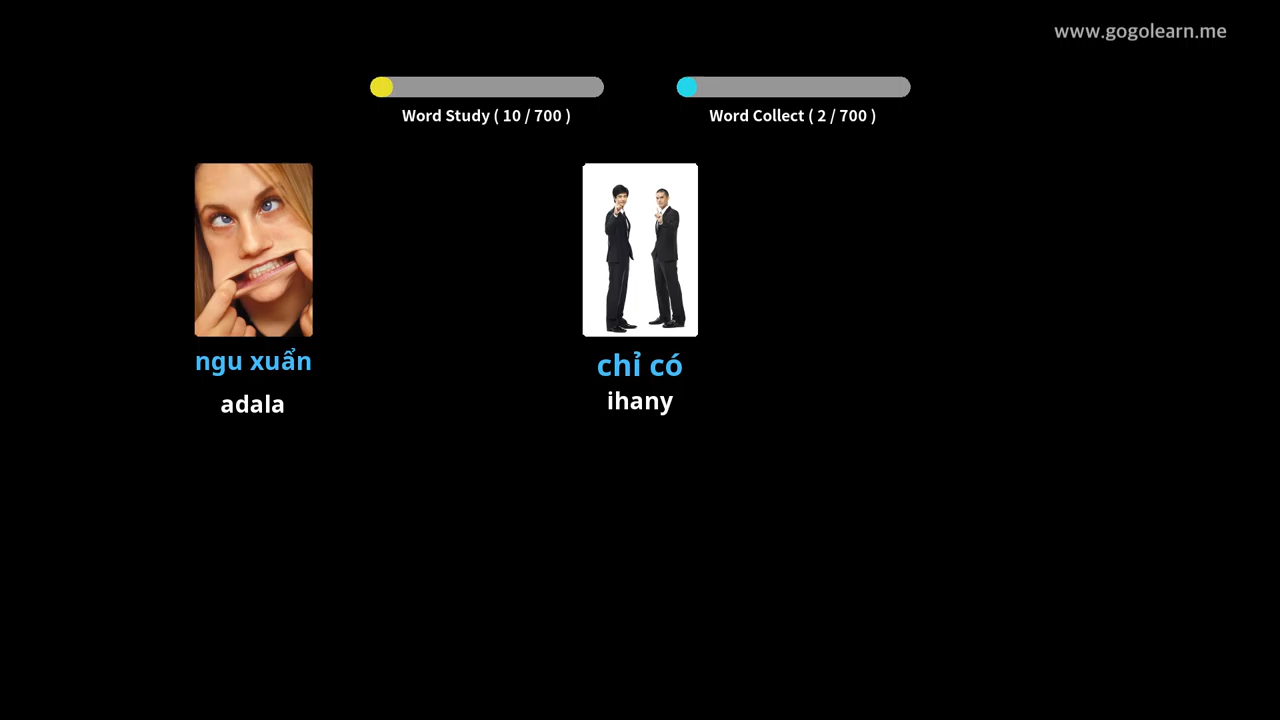 www.gogolearn.me
Word Study ( 10 / 700 )
Word Collect ( 2 / 700 )
ngu xuẩn
adala
chỉ có
ihany